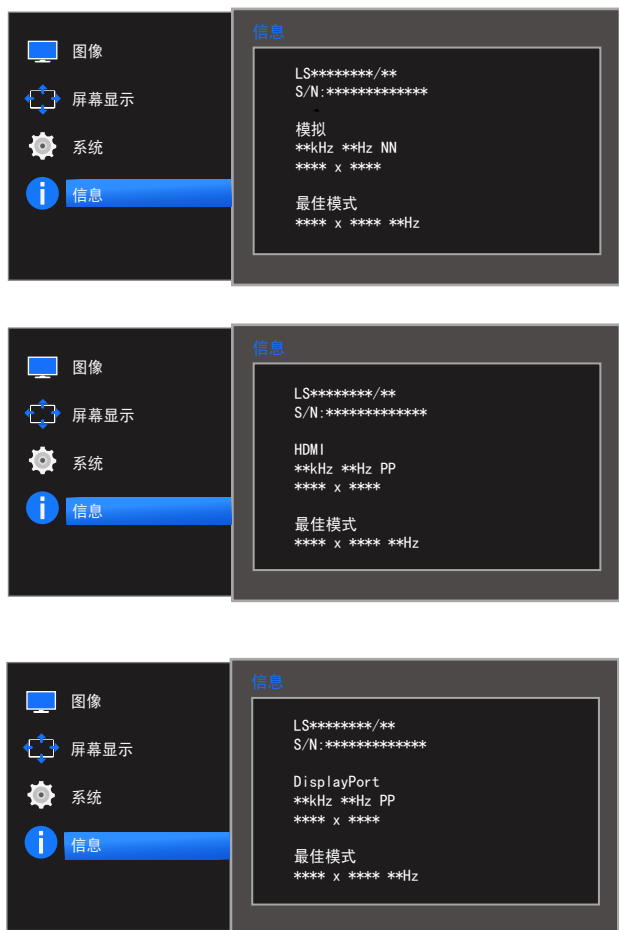 图像
屏幕显示
系统
信息
信息
LS********/**
S/N:*************
模拟
**kHz **Hz NN
**** x ****
最佳模式
**** x **** **Hz
图像
屏幕显示
系统
信息
信息
LS********/**
S/N:*************
HDMI
**kHz **Hz PP
**** x ****
最佳模式
**** x **** **Hz
图像
屏幕显示
系统
信息
信息
LS********/**
S/N:*************
DisplayPort
**kHz **Hz PP
**** x ****
最佳模式
**** x **** **Hz